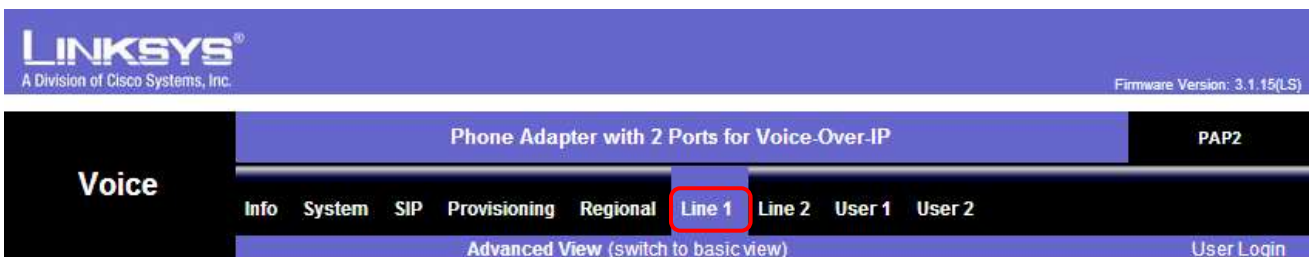 LINKSYS®
A Division of Cisco Systems, Inc.
Firmware Version: 3.1.15(LS)
Phone Adapter with 2 Ports for Voice-Over-IP
PAP2
Voice
Info System SIP Provisioning Regional Line 1 Line 2 User 1 User 2
Advanced View (switch to basic view)
User Login